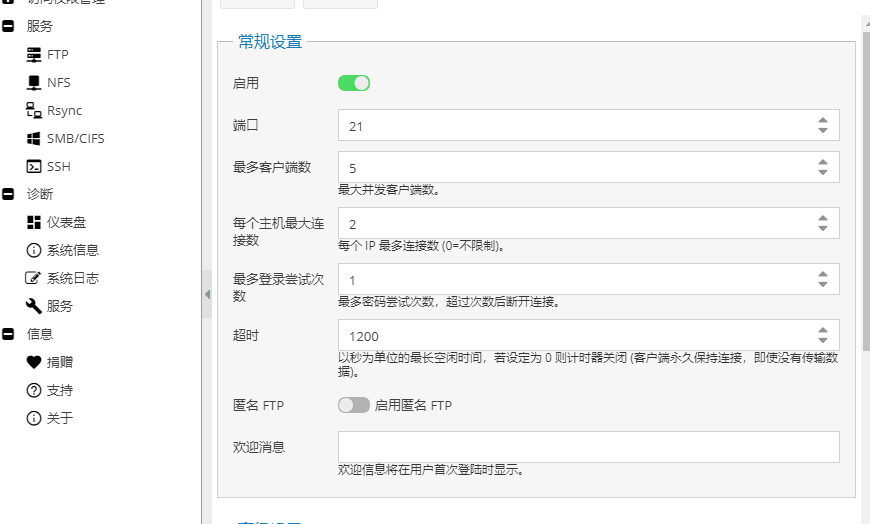 访问权限管理
服务
FTP
NFS
Rsync
SMB/CIFS
SSH
诊断
仪表盘
系统信息
系统日志
服务
信息
捐赠
支持
关于
常规设置
启用
端口
21
最多客户端数
5
最大并发客户端数。
每个主机最大连
接数
2
每个 IP 最多连接数 (0=不限制)。
最多登录尝试次
数
1
最多密码尝试次数，超过次数后断开连接。
超时
1200
以秒为单位的最长空闲时间，若设定为 0 则计时器关闭 (客户端永久保持连接，即使没有传输数
据)。
匿名 FTP
启用匿名 FTP
欢迎消息
欢迎信息将在用户首次登陆时显示。